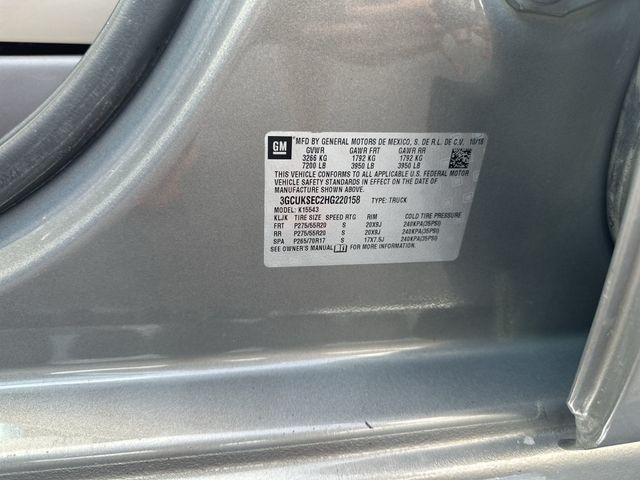 GM
MFD BY GENERAL MOTORS DE MEXICO, S. DE R.L. DE C.V. 10/16
GVWR GAWR FRT GAWR RR
3266 KG 1792 KG 1792 KG
7200 LB 3950 LB 3950 LB
THIS VEHICLE CONFORMS TO ALL APPLICABLE U.S. FEDERAL MOTOR
VEHICLE SAFETY STANDARDS IN EFFECT ON THE DATE OF
MANUFACTURE SHOWN ABOVE.
3GCUKSEC2HG220158 TYPE: TRUCK
MODEL: K15543
KLJK TIRE SIZE SPEED RTG RIM COLD TIRE PRESSURE
FRT P275/55R20 S 20X9J 240KPA(35PSI)
RR P275/55R20 S 20X9J 240KPA(35PSI)
SPA P265/70R17 S 17X7.5J 240KPA(35PSI)
SEE OWNER'S MANUAL FOR MORE INFORMATION.